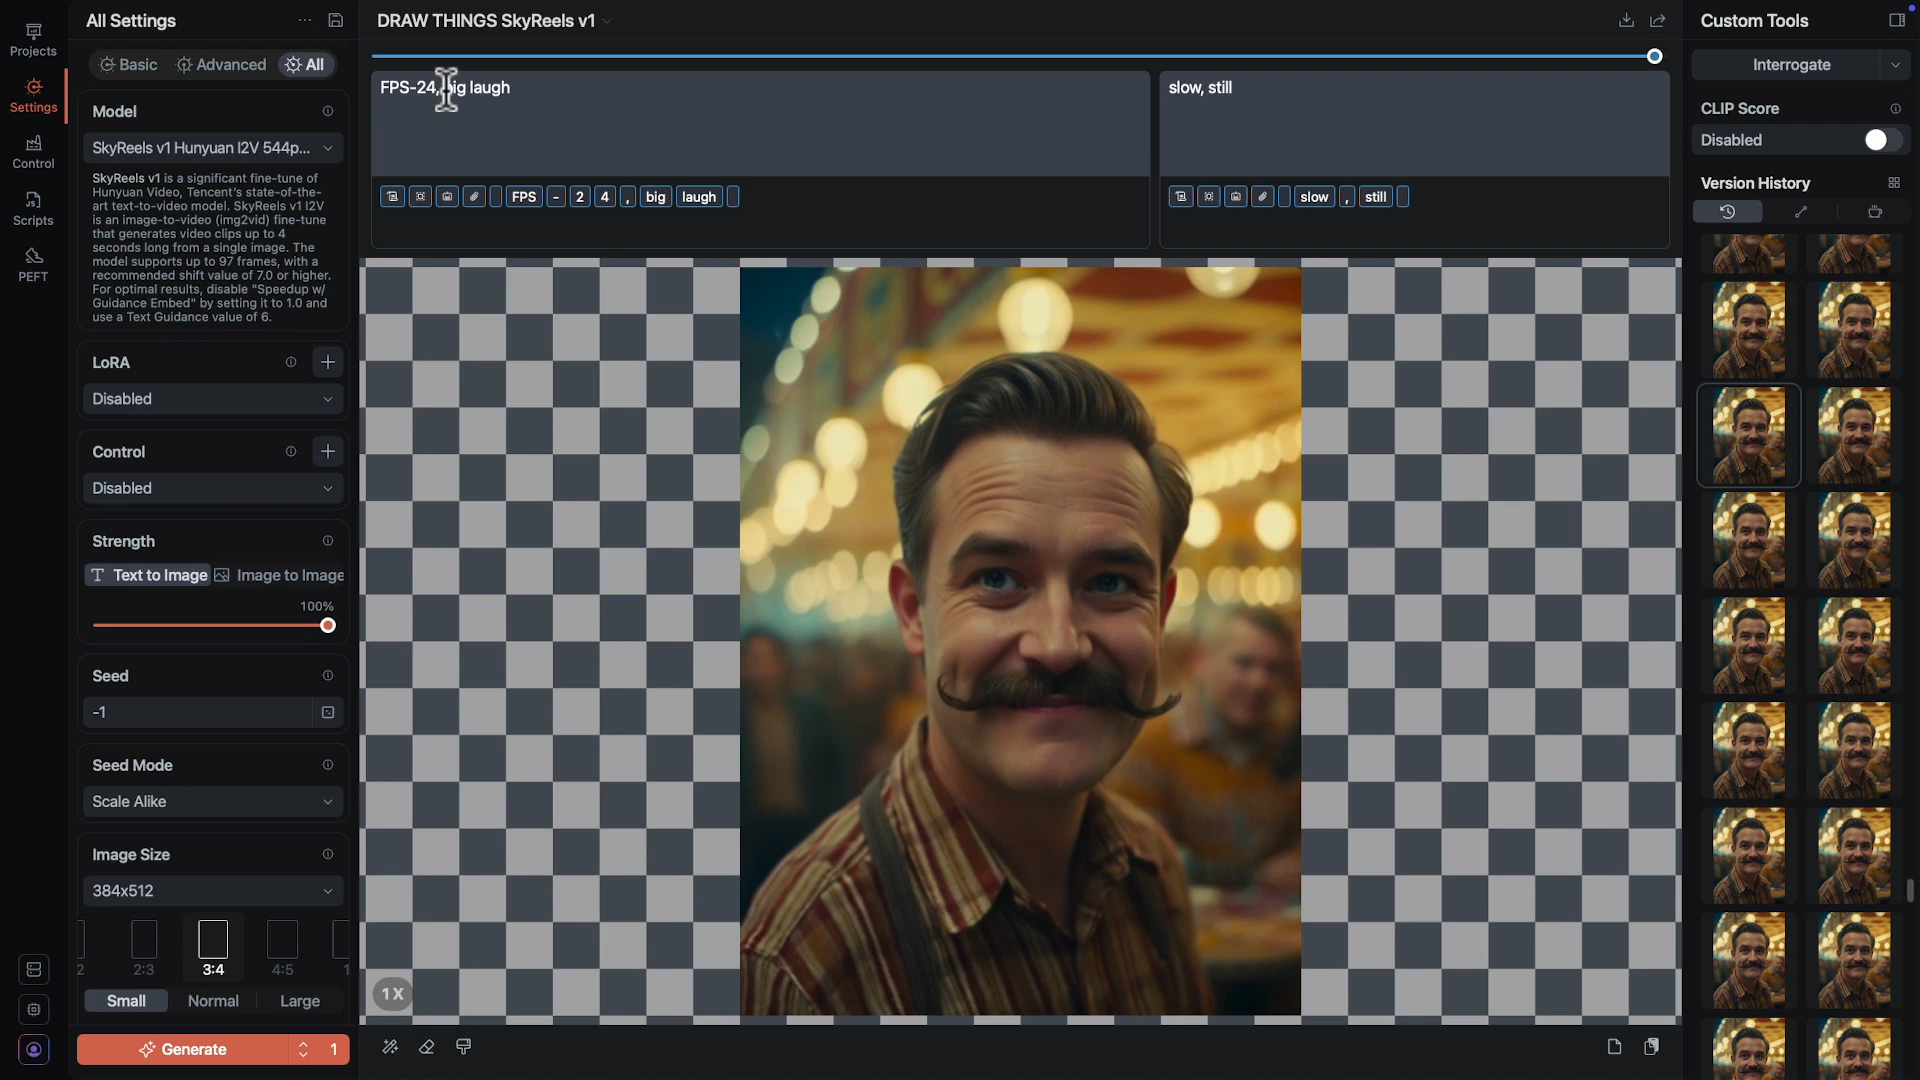 Projects
Settings
Control
Scripts
PEFT
All Settings
Basic
Advanced
All
Model
SkyReels v1 Hunyuan I2V 544p...
SkyReels v1 is a significant fine-tune of
Hunyuan Video, Tencent's state-of-the-
art text-to-video model. SkyReels v1 I2V
is an image-to-video (img2vid) fine-tune
that generates video clips up to 4
seconds long from a single image. The
model supports up to 97 frames, with a
recommended shift value of 7.0 or higher.
For optimal results, disable "Speedup w/
Guidance Embed" by setting it to 1.0 and
use a Text Guidance value of 6.
LoRA
Disabled
Control
Disabled
Strength
Text to Image
Image to Image
100%
Seed
-1
Seed Mode
Scale Alike
Image Size
384x512
2
2:3
3:4
4:5
1
Small
Normal
Large
Generate
1
DRAW THINGS SkyReels v1
FPS-24, big laugh
FPS - 2 4 , big laugh
slow, still
slow , still
1X
Custom Tools
Interrogate
CLIP Score
Disabled
Version History